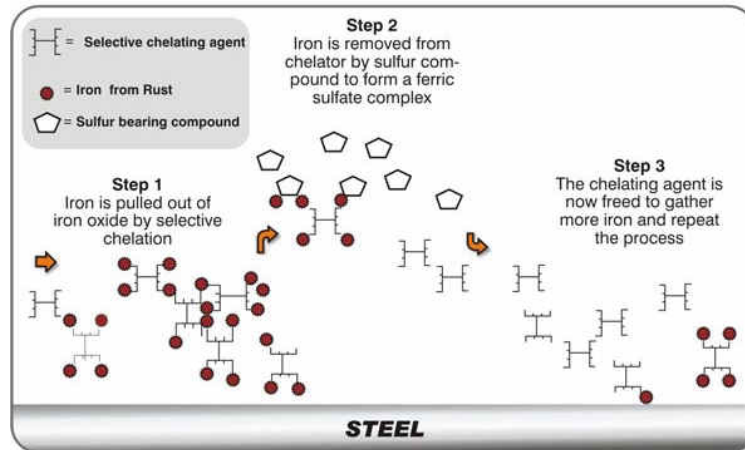 = Selective chelating agent
= Iron from Rust
= Sulfur bearing compound
Step 1
Iron is pulled out of
iron oxide by selective
chelation
Step 2
Iron is removed from
chelator by sulfur com-
pound to form a ferric
sulfate complex
Step 3
The chelating agent is
now freed to gather
more iron and repeat
the process
STEEL